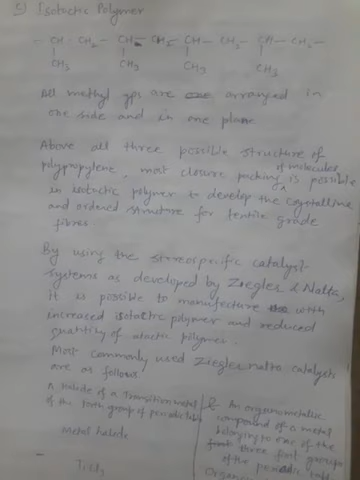 5) Isotactic Polymer
- CH - CH2 - CH - CH2 - CH - CH2 - CH - CH2 -
CH3 CH3 CH3 CH3
All methyl gps are arranged in
one side and in one plane
Above all three possible structure of
polypropylene, most closure packing of molecules is possible
in isotactic polymer to develop the crystalline
and ordered structure for textile grade
fibres.
By using the stereospecific catalyst
systems as developed by Ziegler & Natta,
it is possible to manufacture with
increased isotactic polymer and reduced
quantity of atactic polymer.
Most commonly used Ziegler natta catalysts
are as follows.
A halide of a Transition metal
of the group of periodic table
& An organometallic
compound of a metal
belonging to one of the
three groups
of the periodic table
Metal halide
TiCl3